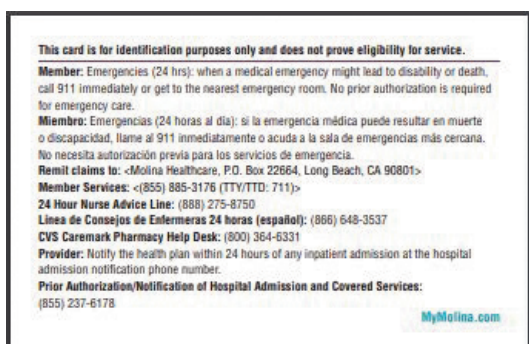 This card is for identification purposes only and does not prove eligibility for service.
Member: Emergencies (24 hrs): when a medical emergency might lead to disability or death,
call 911 immediately or get to the nearest emergency room. No prior authorization is required
for emergency care.
Miembro: Emergencias (24 horas al día): si la emergencia médica puede resultar en muerte
o discapacidad, llame al 911 inmediatamente o acuda a la sala de emergencias más cercana.
No necesita autorización previa para los servicios de emergencia.
Remit claims to: <Molina Healthcare, P.O. Box 22664, Long Beach, CA 90801>
Member Services: <(855) 885-3176 (TTY/TTD: 711)>
24 Hour Nurse Advice Line: (888) 275-8750
Línea de Consejos de Enfermeras 24 horas (español): (866) 648-3537
CVS Caremark Pharmacy Help Desk: (800) 364-6331
Provider: Notify the health plan within 24 hours of any inpatient admission at the hospital
admission notification phone number.
Prior Authorization/Notification of Hospital Admission and Covered Services:
(855) 237-6178
MyMolina.com